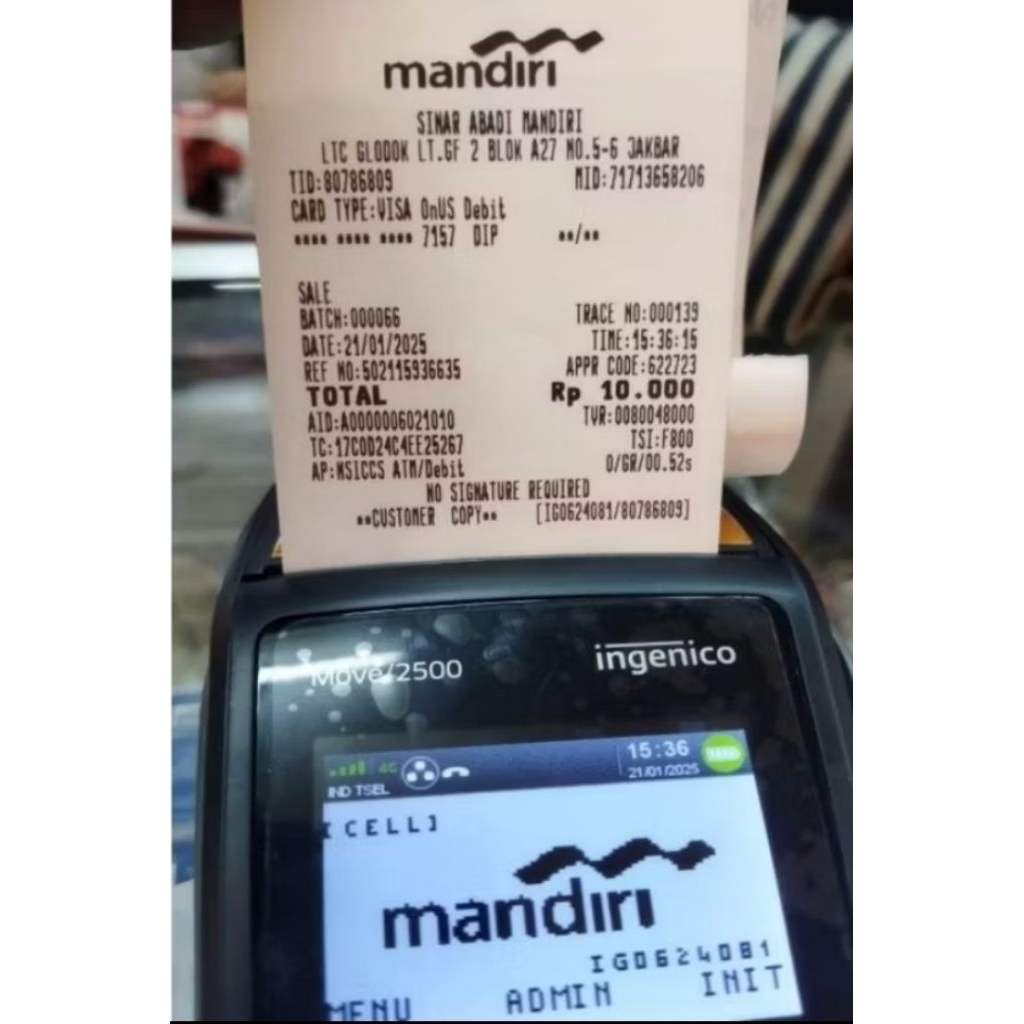 mandiri
SINAR ABADI MANDIRI
LTC GLODOK LT.GF 2 BLOK A27 NO.5-6 JAKBAR
TID:80786809 MID:71713658206
CARD TYPE:VISA OnUS Debit
**** **** **** 7157 DIP **/**
SALE
BATCH:000066 TRACE NO:000139
DATE:21/01/2025 TIME:15:36:15
REF NO:502115936635 APPR CODE:622723
TOTAL Rp 10.000
AID:A0000006021010 TVR:0080048000
TC:17C0D24C4EE25267 TSI:F800
AP:NSICCS ATM/Debit 0/GR/00.52s
NO SIGNATURE REQUIRED
**CUSTOMER COPY** [IG0624081/80786809]
Move/2500 ingenico
4G 15:36
IND TSEL 21/01/2025
[CELL]
mandiri
IG0624081
MENU ADMIN INIT